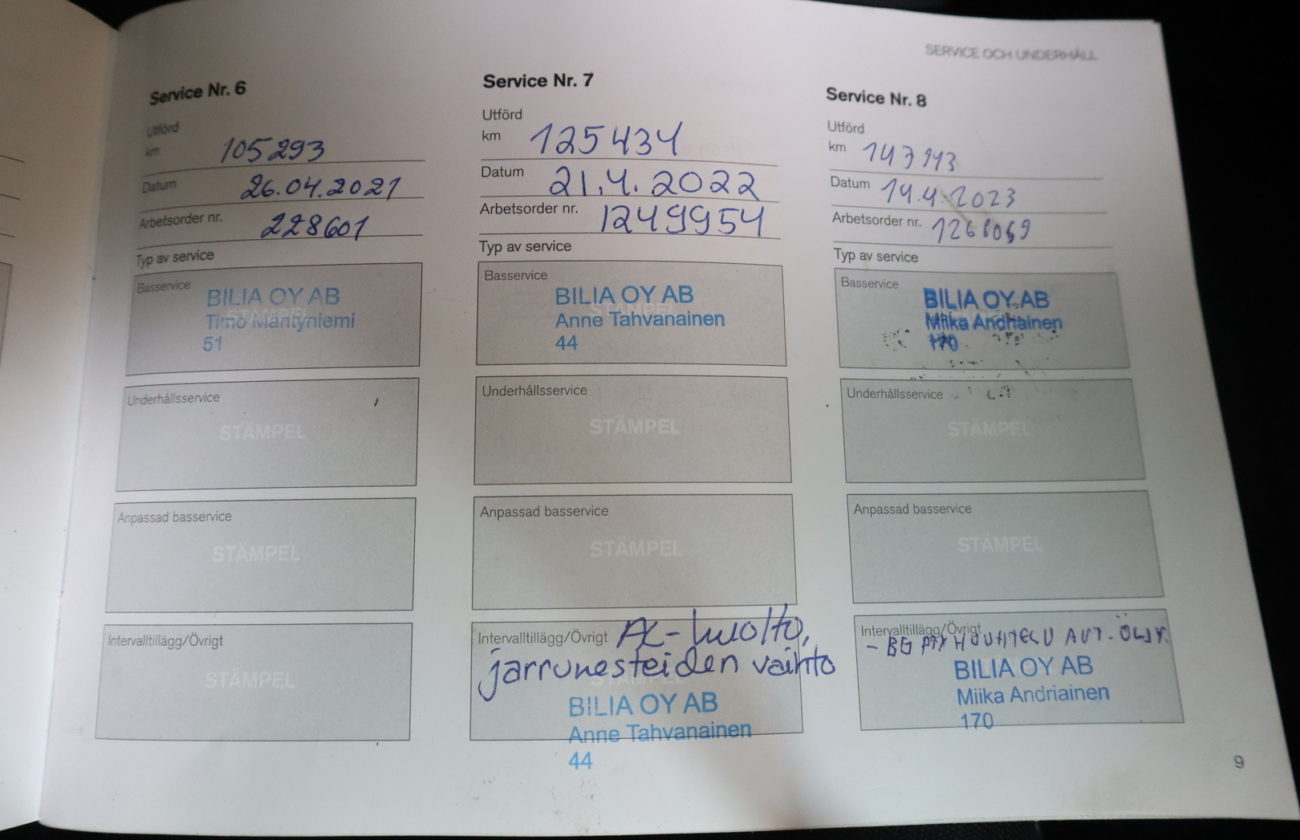 SERVICE OCH UNDERHÅLL
Service Nr. 6
Utförd
km 105293
Datum 26.04.2021
Arbetsorder nr. 228601
Typ av service
Basservice
STÄMPEL
BILIA OY AB
Timo Mäntyniemi
51
Underhållsservice
STÄMPEL
Anpassad basservice
STÄMPEL
Intervalltillägg/Övrigt
STÄMPEL
Service Nr. 7
Utförd
km 125434
Datum 21.4.2022
Arbetsorder nr. 1249954
Typ av service
Basservice
STÄMPEL
BILIA OY AB
Anne Tahvanainen
44
Underhållsservice
STÄMPEL
Anpassad basservice
STÄMPEL
Intervalltillägg/Övrigt AC-huolto,
jarrunesteiden vaihto
BILIA OY AB
Anne Tahvanainen
44
Service Nr. 8
Utförd
km
Datum 14.4.2023
Arbetsorder nr.
Typ av service
Basservice
BILIA OY AB
Miika Andriainen
170
Underhållsservice
STÄMPEL
Anpassad basservice
STÄMPEL
Intervalltillägg/Övrigt
- BG AUT. ÖLJY.
BILIA OY AB
Miika Andriainen
170
9